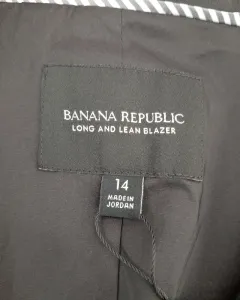 BANANA REPUBLIC
LONG AND LEAN BLAZER
14
MADE IN
JORDAN